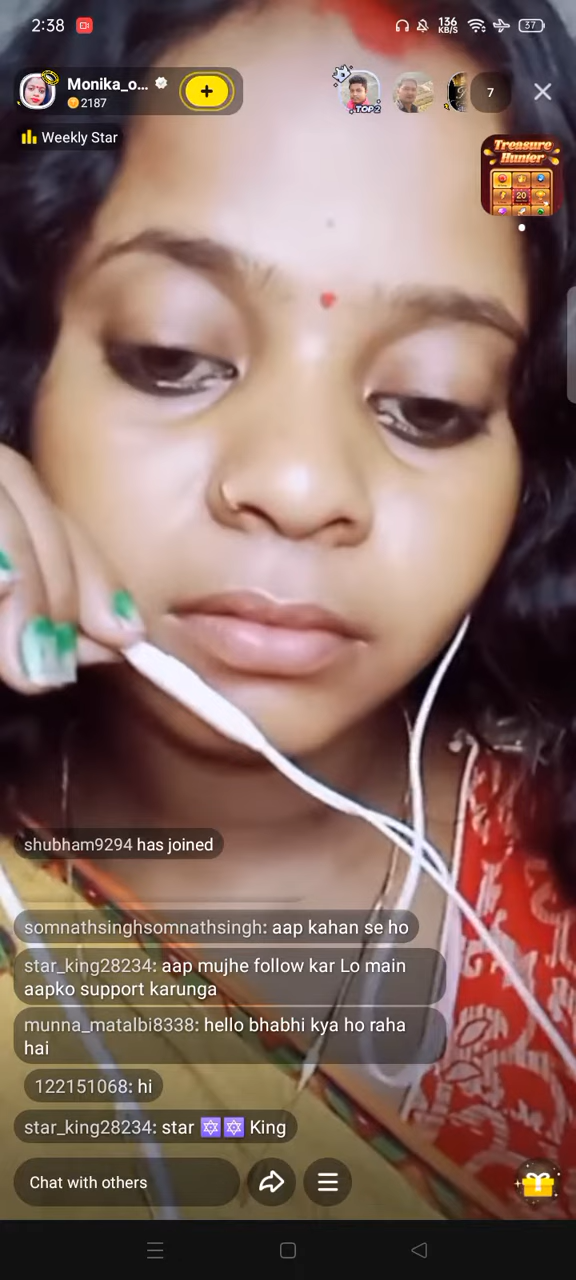 2:38
136
KB/S
37
Monika_o...
2187
TOP2
7
Weekly Star
Treasure
Hunter
20
shubham9294 has joined
somnathsinghsomnathsingh: aap kahan se ho
star_king28234: aap mujhe follow kar Lo main
aapko support karunga
munna_matalbi8338: hello bhabhi kya ho raha
hai
122151068: hi
star_king28234: star 🔯🔯 King
Chat with others